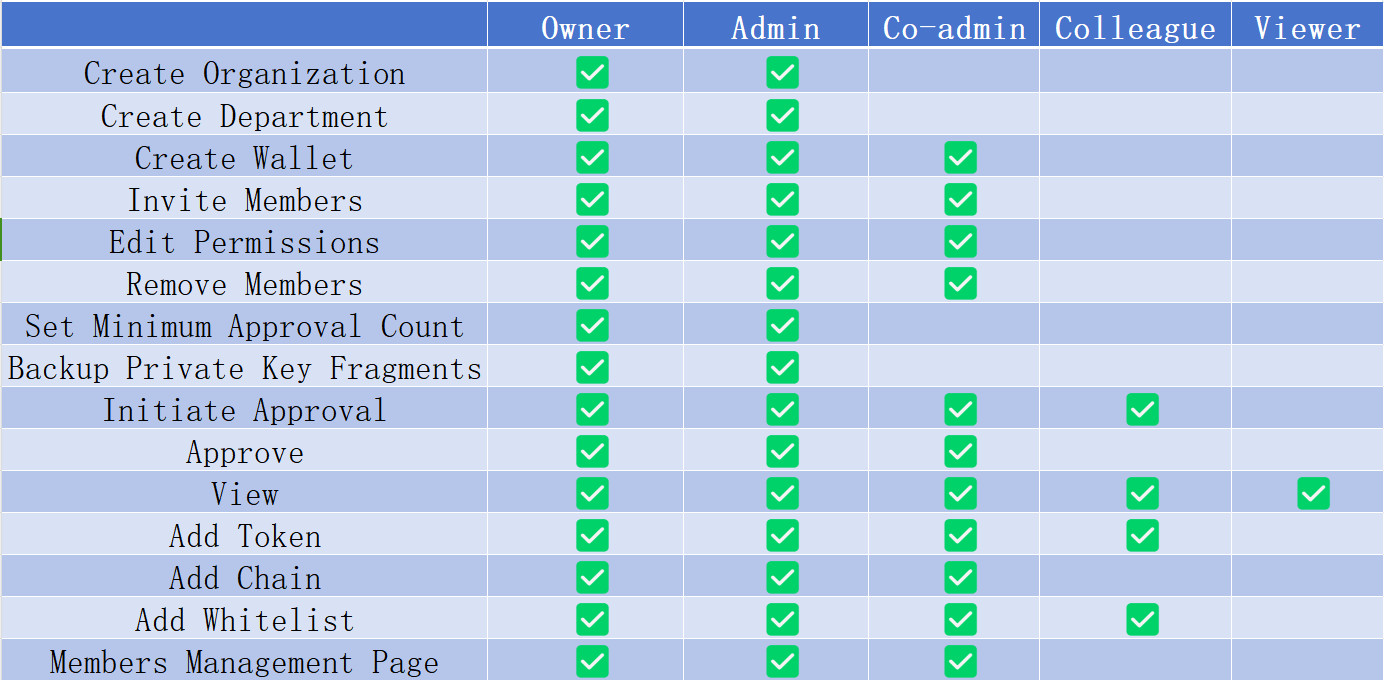 Owner Admin Co-admin Colleague Viewer
Create Organization
Create Department
Create Wallet
Invite Members
Edit Permissions
Remove Members
Set Minimum Approval Count
Backup Private Key Fragments
Initiate Approval
Approve
View
Add Token
Add Chain
Add Whitelist
Members Management Page